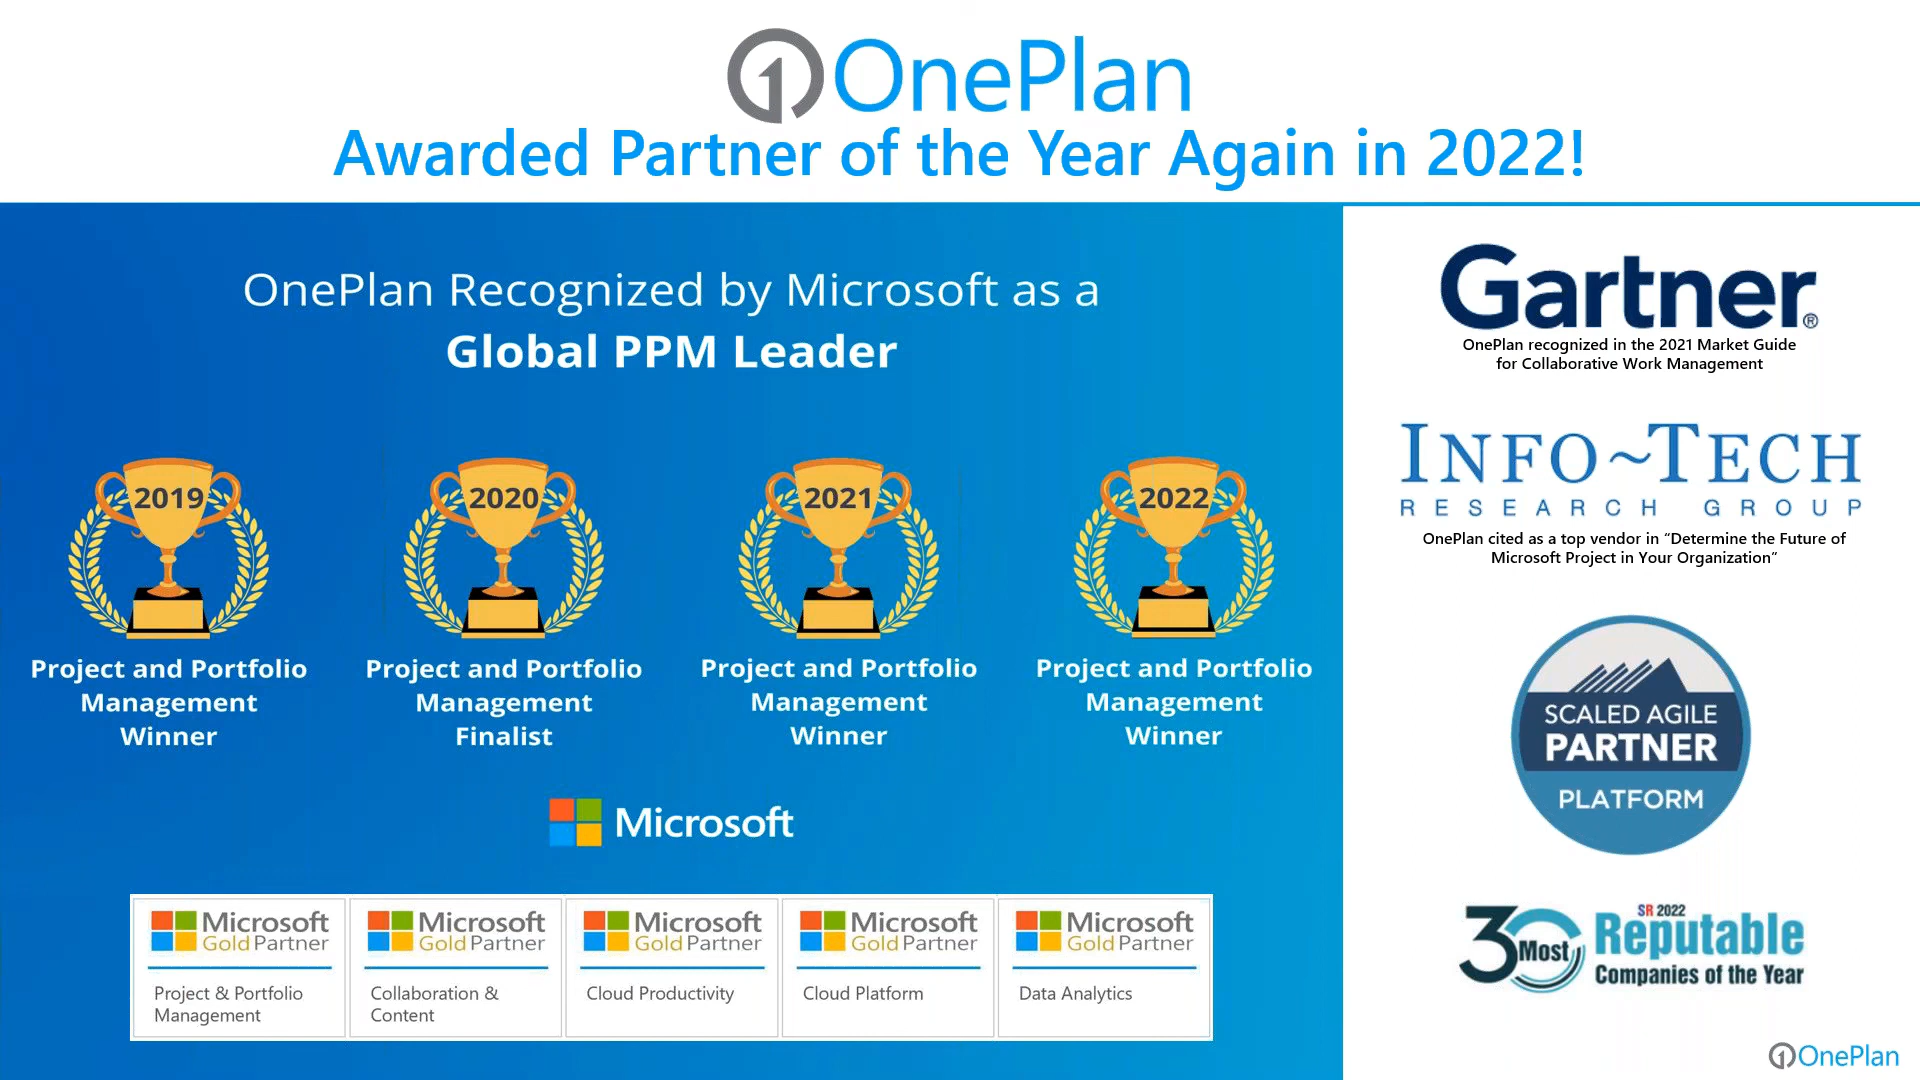 OnePlan
Awarded Partner of the Year Again in 2022!
OnePlan Recognized by Microsoft as a
Global PPM Leader
2019
Project and Portfolio
Management
Winner
2020
Project and Portfolio
Management
Finalist
2021
Project and Portfolio
Management
Winner
2022
Project and Portfolio
Management
Winner
Microsoft
Microsoft
Gold Partner
Project & Portfolio
Management
Microsoft
Gold Partner
Collaboration &
Content
Microsoft
Gold Partner
Cloud Productivity
Microsoft
Gold Partner
Cloud Platform
Microsoft
Gold Partner
Data Analytics
Gartner®
OnePlan recognized in the 2021 Market Guide
for Collaborative Work Management
INFO~TECH
RESEARCH GROUP
OnePlan cited as a top vendor in “Determine the Future of
Microsoft Project in Your Organization”
SCALED AGILE
PARTNER
PLATFORM
SR 2022
30 Most Reputable
Companies of the Year
OnePlan